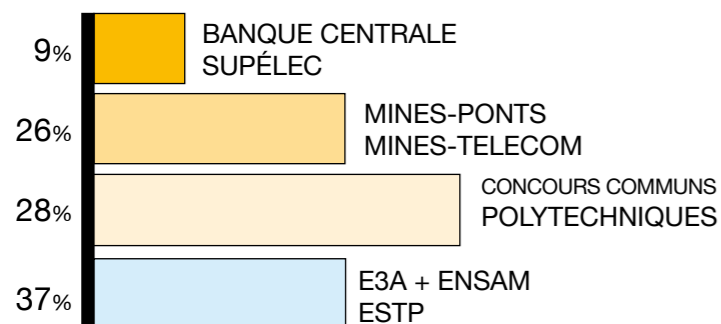 9%
BANQUE CENTRALE
SUPÉLEC
26%
MINES-PONTS
MINES-TELECOM
28%
CONCOURS COMMUNS
POLYTECHNIQUES
37%
E3A + ENSAM
ESTP